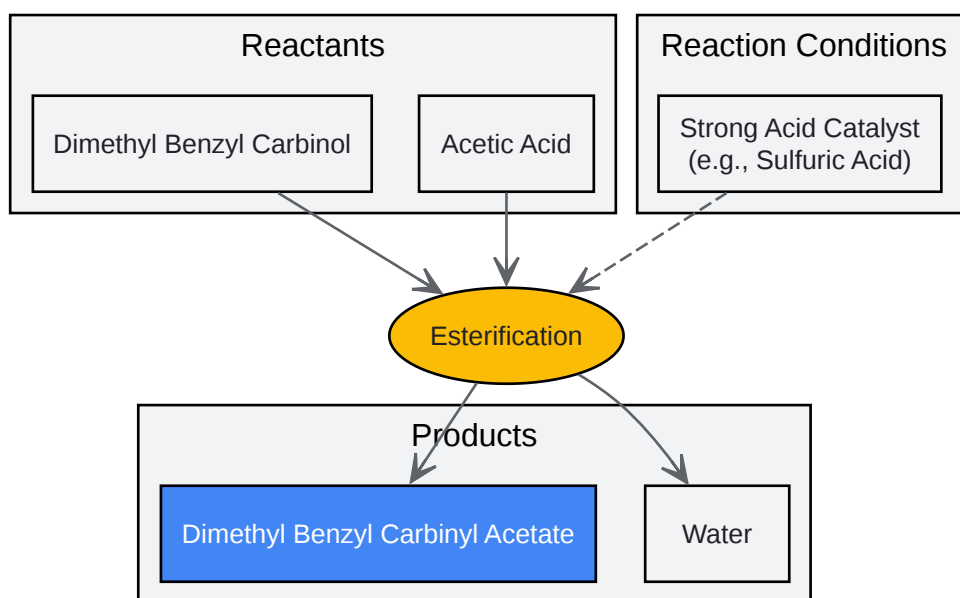 Reactants
Reaction Conditions
Dimethyl Benzyl Carbinol
Acetic Acid
Strong Acid Catalyst
(e.g., Sulfuric Acid)
Esterification
Products
Dimethyl Benzyl Carbinyl Acetate
Water